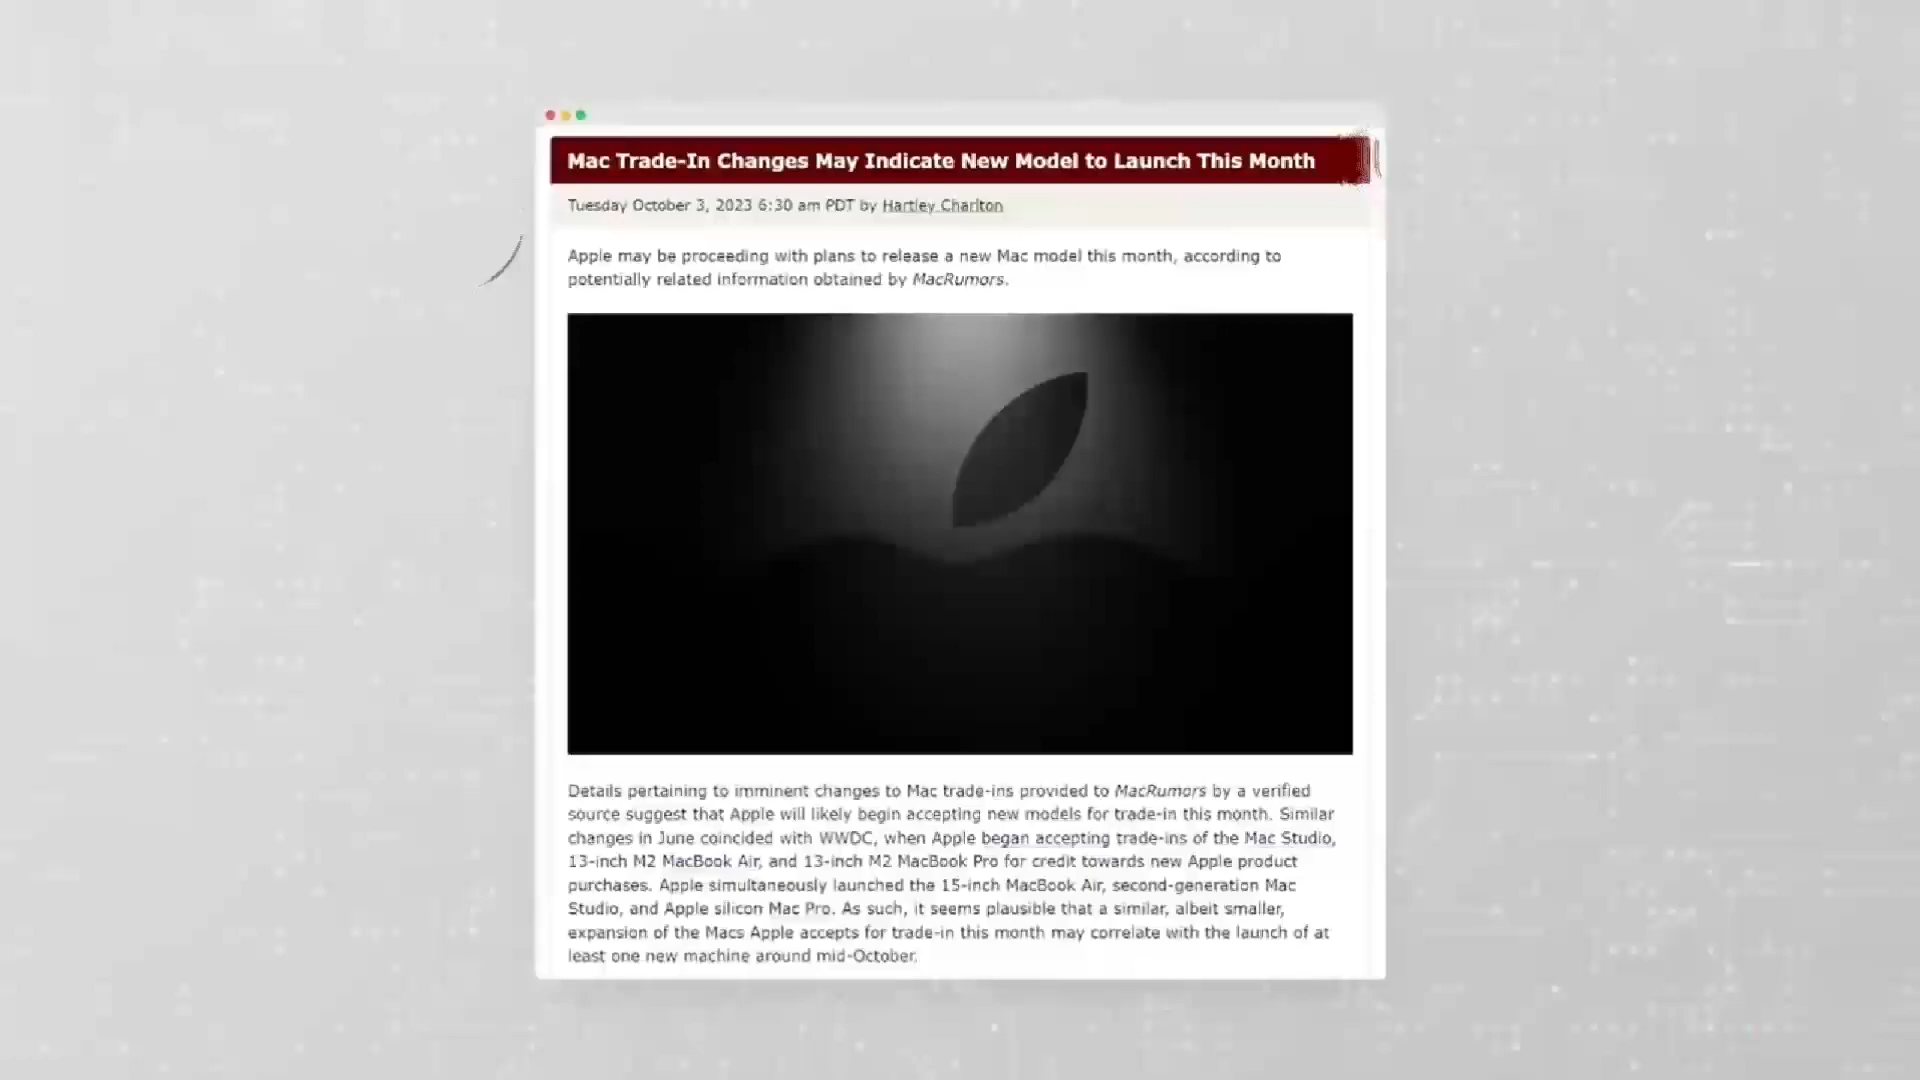 Mac Trade-In Changes May Indicate New Model to Launch This Month
Tuesday October 3, 2023 6:30 am PDT by Hartley Charlton
Apple may be proceeding with plans to release a new Mac model this month, according to
potentially related information obtained by MacRumors.
Details pertaining to imminent changes to Mac trade-ins provided to MacRumors by a verified
source suggest that Apple will likely begin accepting new models for trade-in this month. Similar
changes in June coincided with WWDC, when Apple began accepting trade-ins of the Mac Studio,
13-inch M2 MacBook Air, and 13-inch M2 MacBook Pro for credit towards new Apple product
purchases. Apple simultaneously launched the 15-inch MacBook Air, second-generation Mac
Studio, and Apple silicon Mac Pro. As such, it seems plausible that a similar, albeit smaller,
expansion of the Macs Apple accepts for trade-in this month may correlate with the launch of at
least one new machine around mid-October.